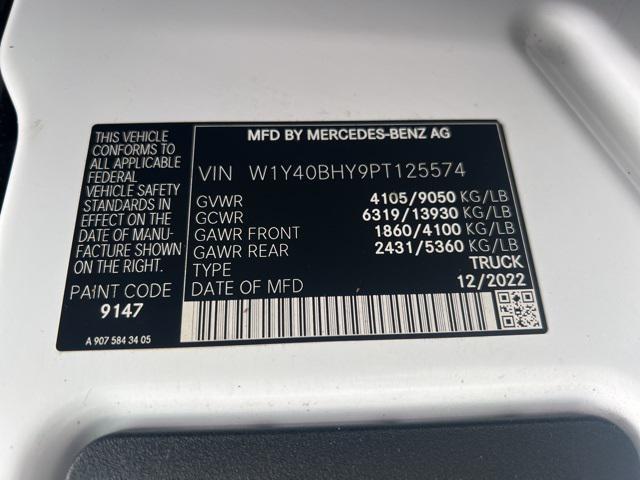 MFD BY MERCEDES-BENZ AG
THIS VEHICLE
CONFORMS TO ALL
APPLICABLE
FEDERAL
VEHICLE SAFETY
STANDARDS IN
EFFECT ON THE
DATE OF MANU-
FACTURE SHOWN
ON THE RIGHT.
PAINT CODE
9147
A 907 584 34 05
VIN W1Y40BHY9PT125574
GVWR 4105/9050 KG/LB
GCWR 6319/13930 KG/LB
GAWR FRONT 1860/4100 KG/LB
GAWR REAR 2431/5360 KG/LB
TYPE TRUCK
DATE OF MFD 12/2022